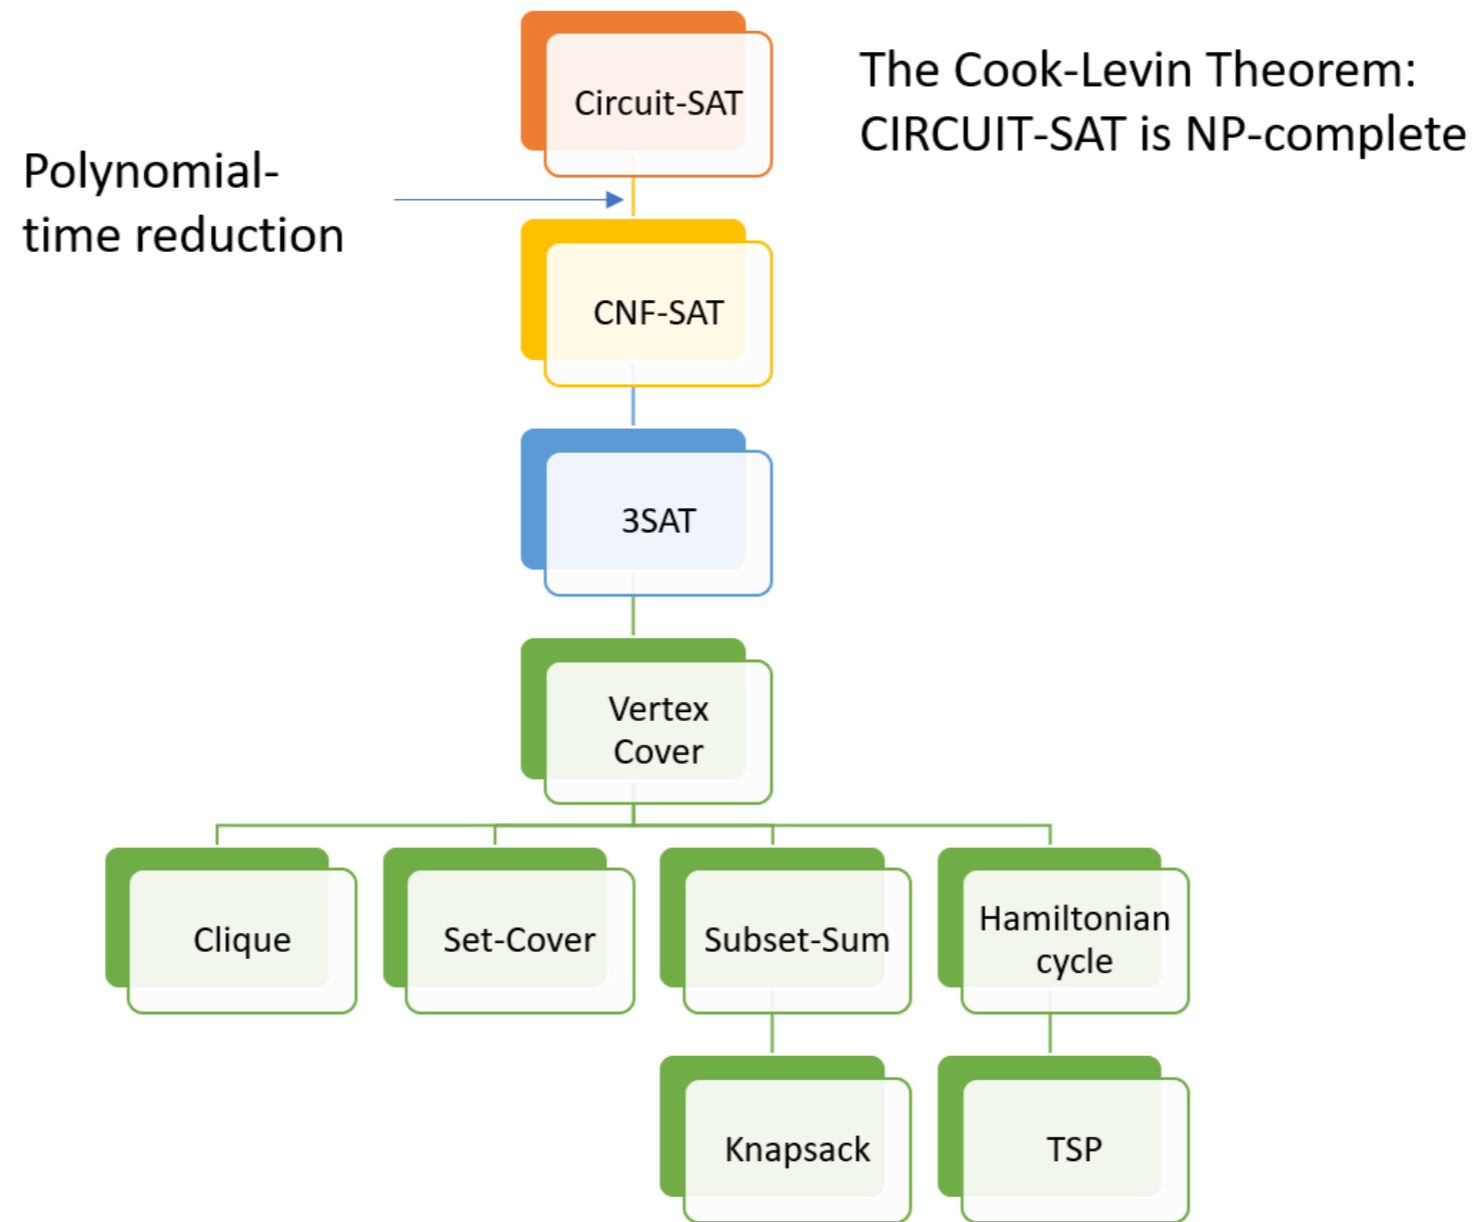 Circuit-SAT
The Cook-Levin Theorem:
CIRCUIT-SAT is NP-complete
Polynomial-
time reduction
CNF-SAT
3SAT
Vertex
Cover
Clique
Set-Cover
Subset-Sum
Hamiltonian
cycle
Knapsack
TSP